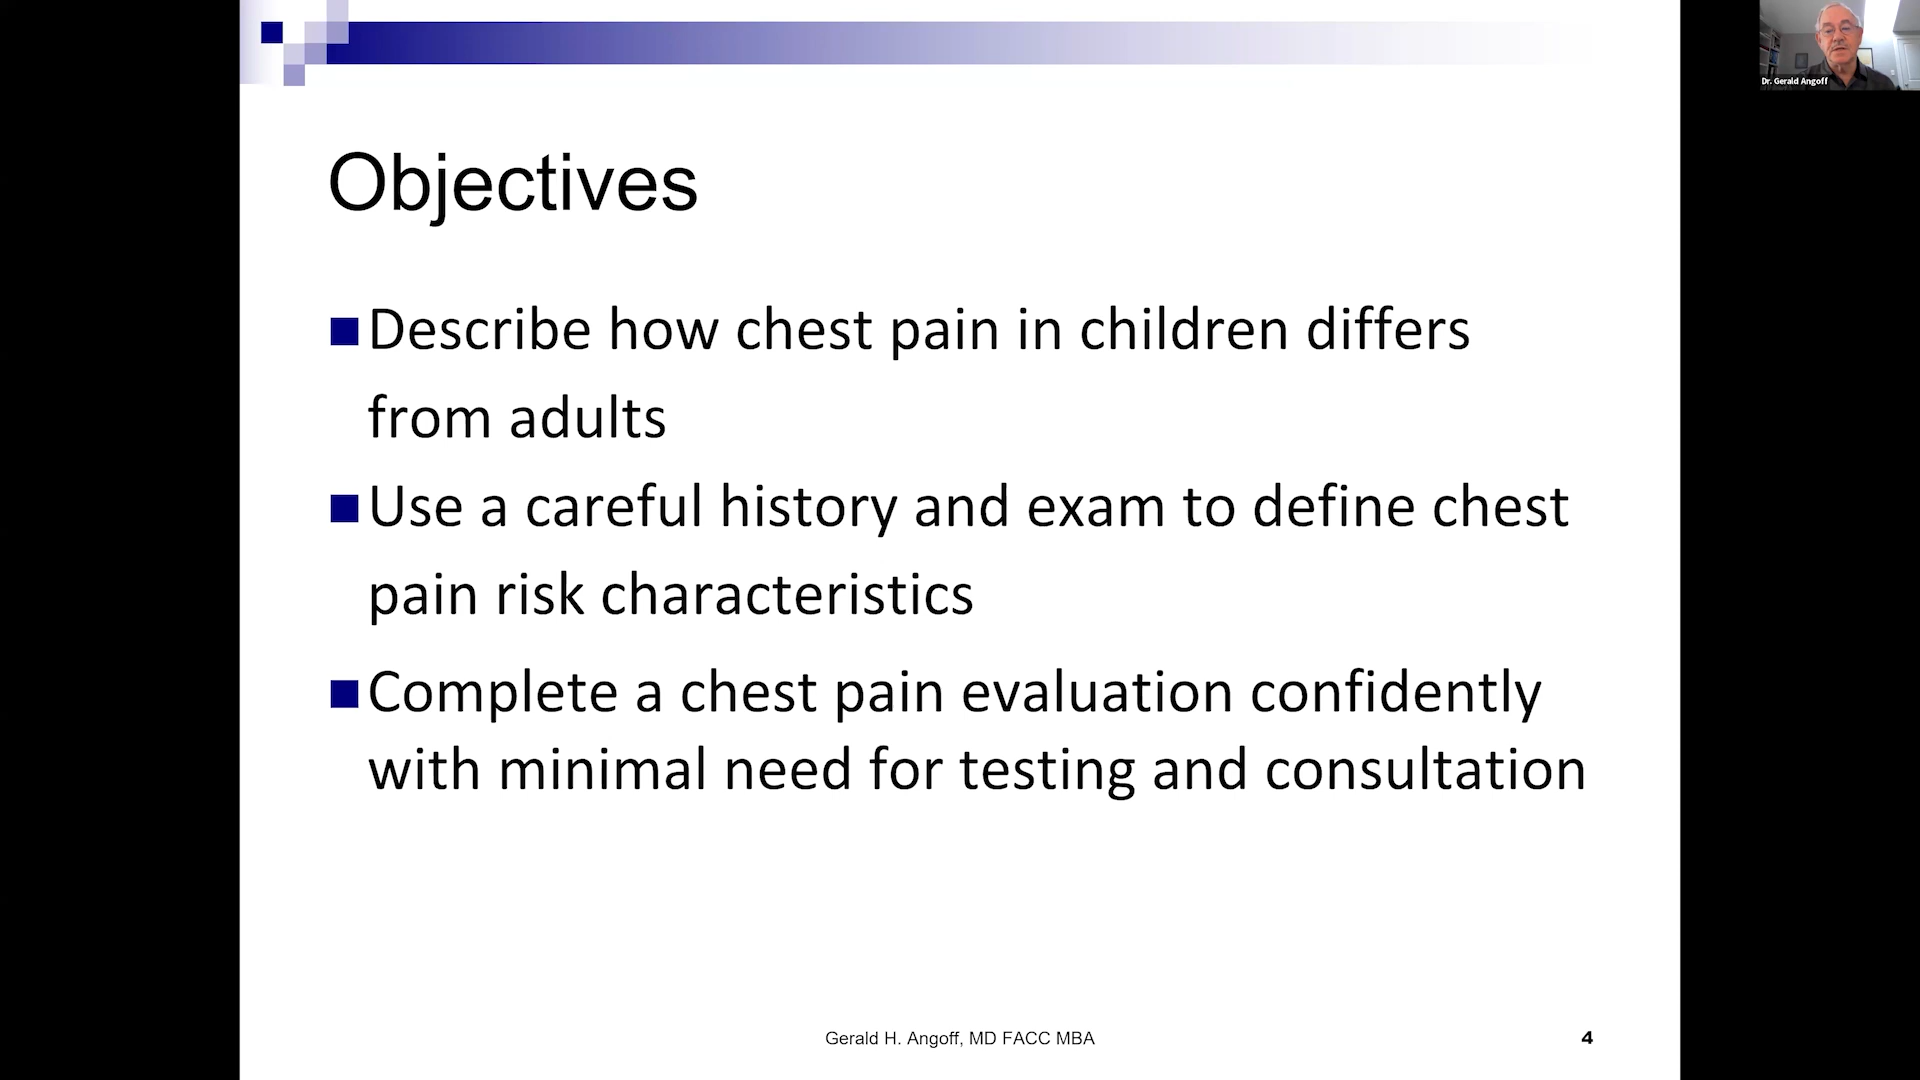 Dr. Gerald Angoff
Objectives
Describe how chest pain in children differs
from adults
Use a careful history and exam to define chest
pain risk characteristics
Complete a chest pain evaluation confidently
with minimal need for testing and consultation
Gerald H. Angoff, MD FACC MBA
4